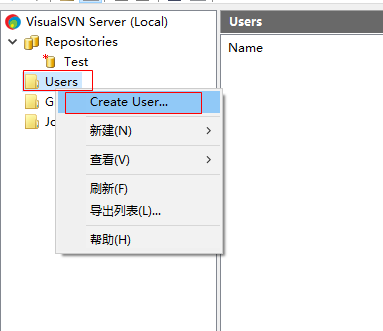 VisualSVN Server (Local)
Repositories
Test
Users
G
Jo
Create User...
新建(N)
查看(V)
刷新(F)
导出列表(L)...
帮助(H)
Users
Name